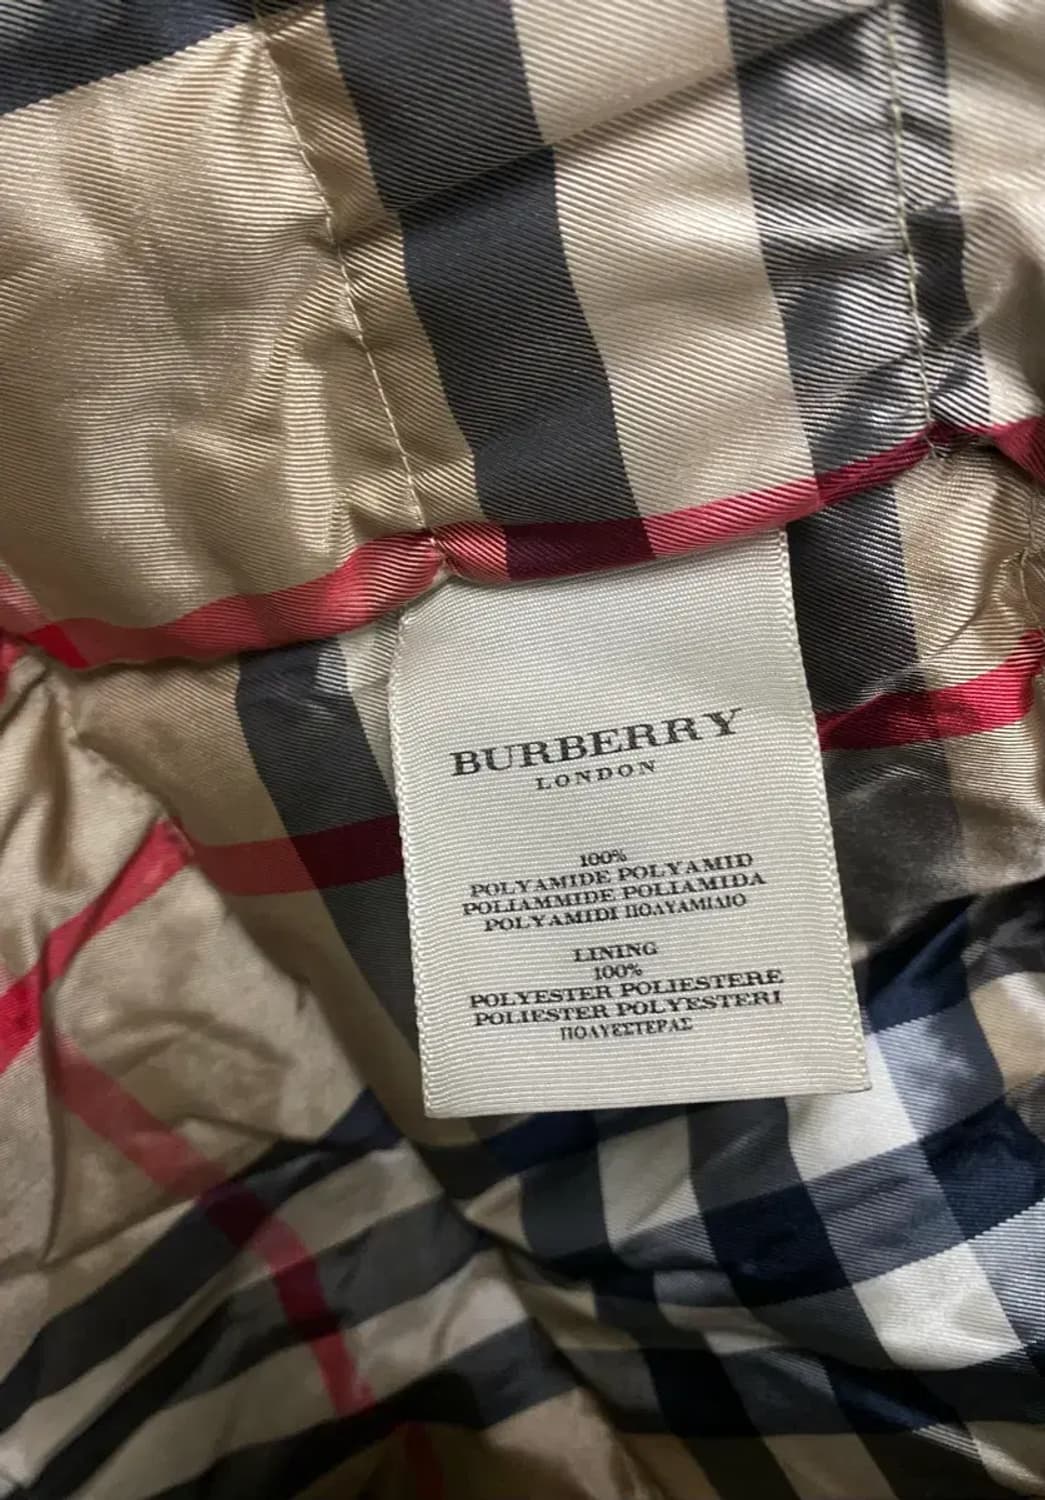 BURBERRY
LONDON
100%
POLYAMIDE POLYAMID
POLIAMMIDE POLIAMIDA
POLYAMIDI ΠΟΛΥΑΜΙΔΙΟ
LINING
100%
POLYESTER POLIESTERE
POLIESTER POLYESTERI
ΠΟΛΥΕΣΤΕΡΑΣ